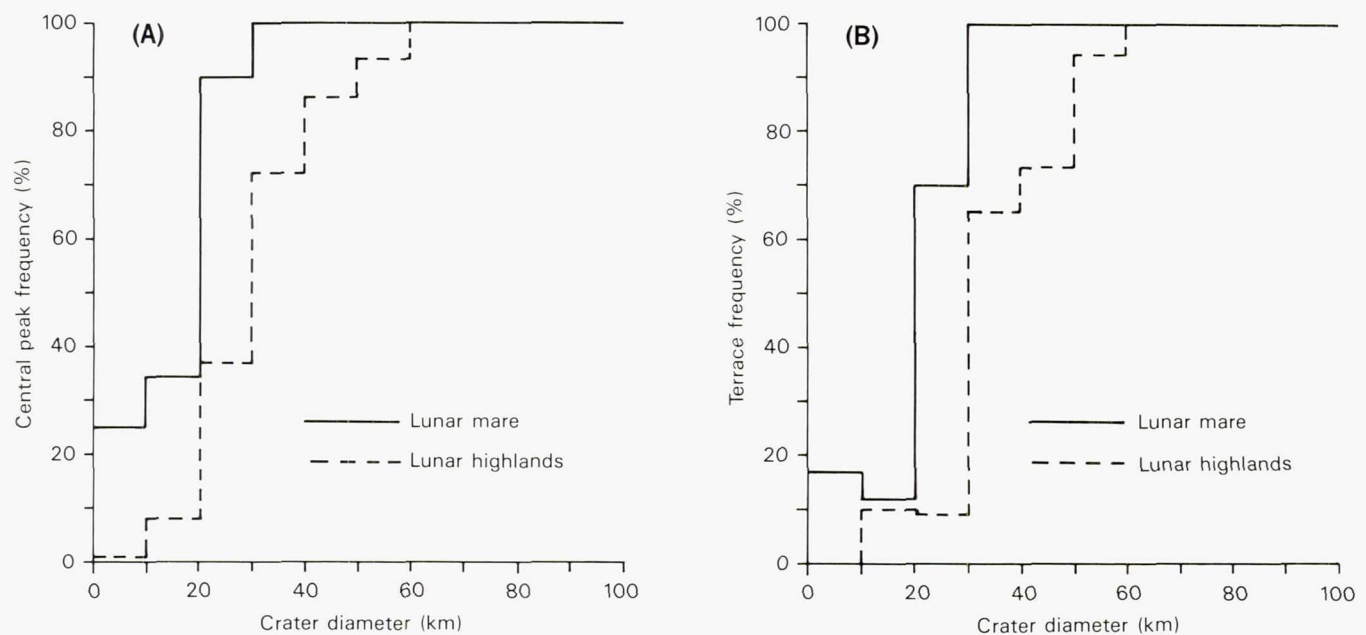 (A)
Central peak frequency (%)
100
80
60
40
20
0
Lunar mare
Lunar highlands
0 20 40 60 80 100
Crater diameter (km)
(B)
Terrace frequency (%)
100
80
60
40
20
0
Lunar mare
Lunar highlands
0 20 40 60 80 100
Crater diameter (km)